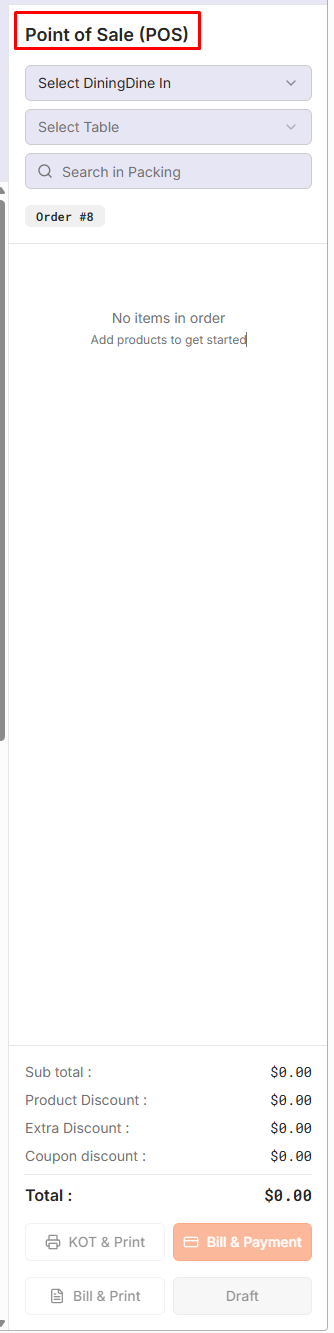 Point of Sale (POS)
Select DiningDine In
Select Table
Search in Packing
Order #8
No items in order
Add products to get started
Sub total : $0.00
Product Discount : $0.00
Extra Discount : $0.00
Coupon discount : $0.00
Total : $0.00
KOT & Print Bill & Payment
Bill & Print Draft